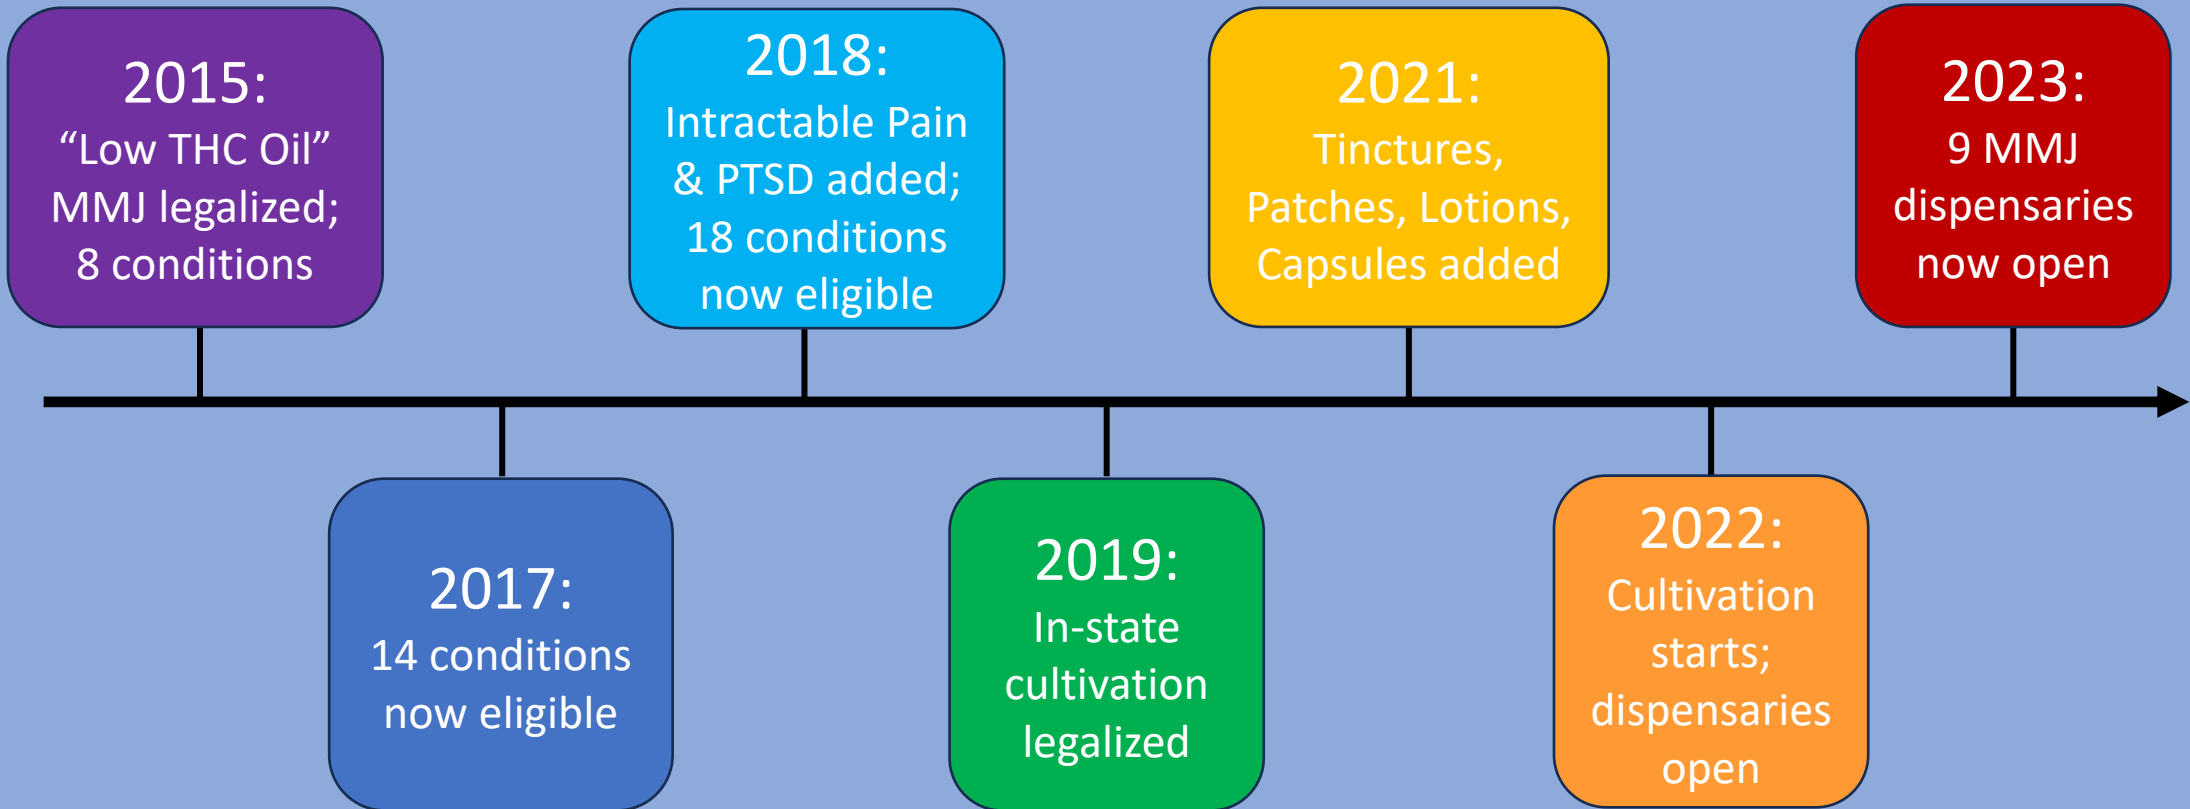 2015:
“Low THC Oil”
MMJ legalized;
8 conditions
2017:
14 conditions
now eligible
2018:
Intractable Pain
& PTSD added;
18 conditions
now eligible
2019:
In-state
cultivation
legalized
2021:
Tinctures,
Patches, Lotions,
Capsules added
2022:
Cultivation
starts;
dispensaries
open
2023:
9 MMJ
dispensaries
now open